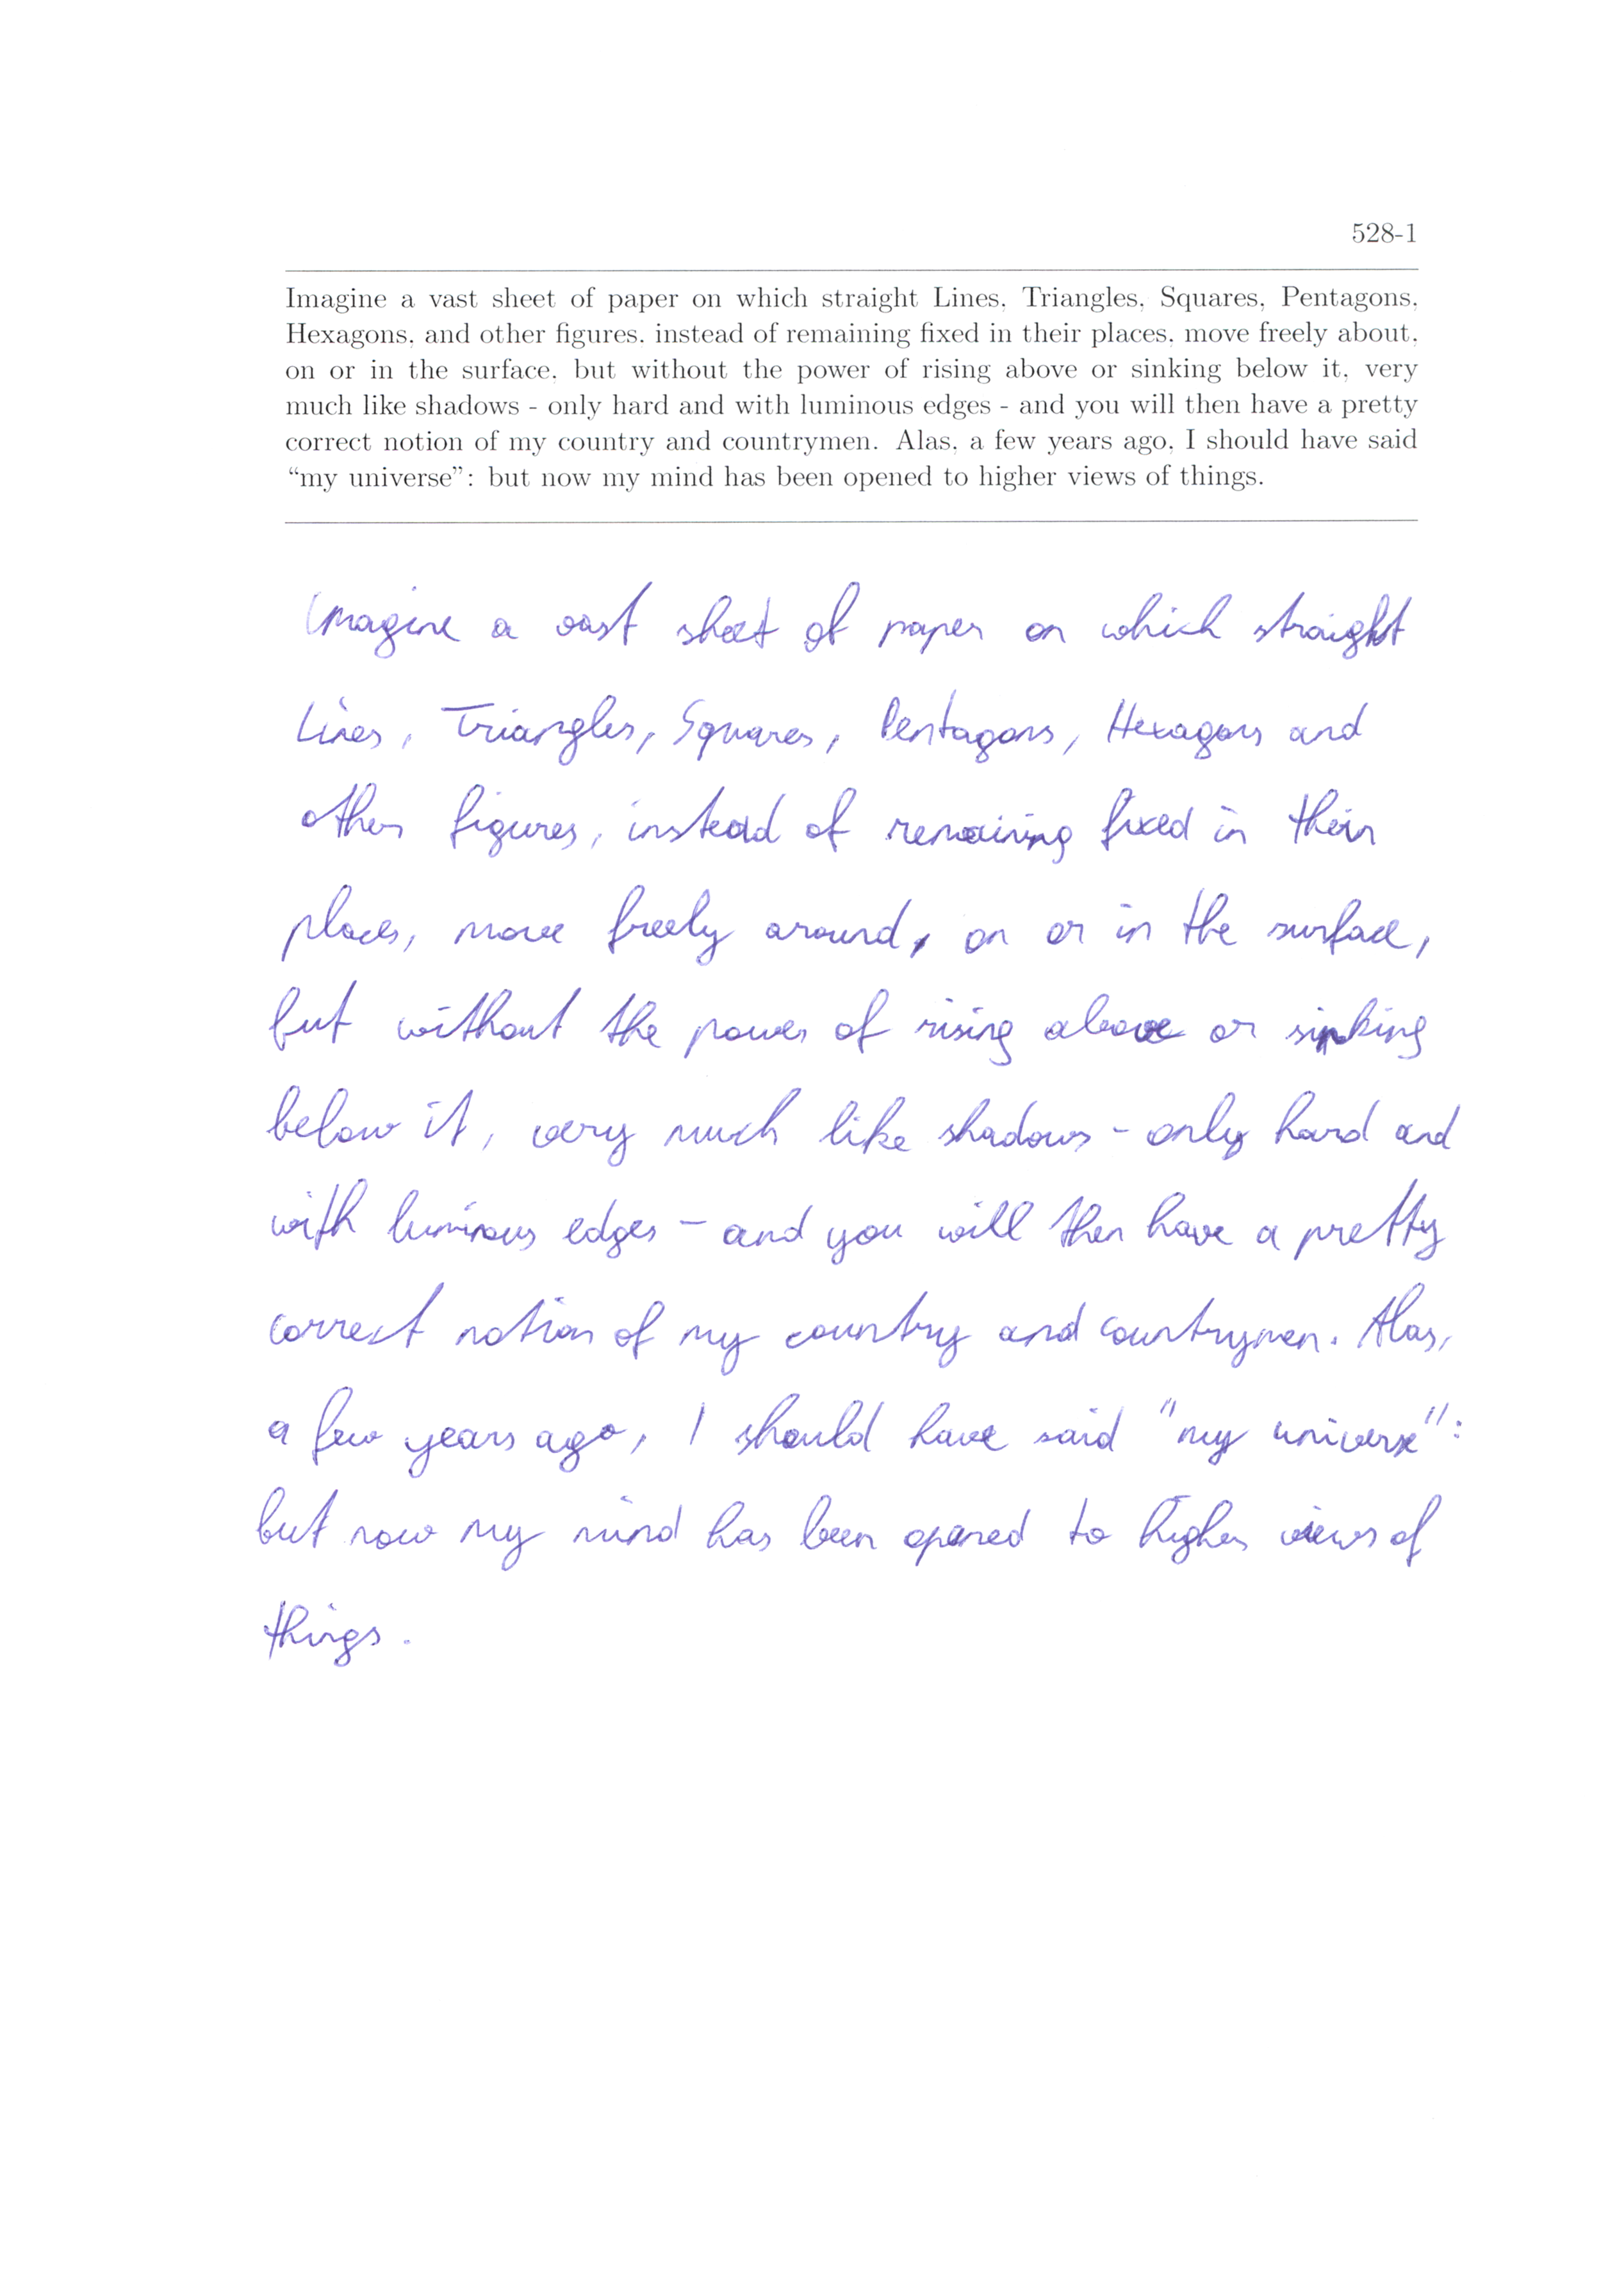 528-1
Imagine a vast sheet of paper on which straight Lines, Triangles, Squares, Pentagons,
Hexagons, and other figures, instead of remaining fixed in their places, move freely about,
on or in the surface, but without the power of rising above or sinking below it, very
much like shadows - only hard and with luminous edges - and you will then have a pretty
correct notion of my country and countrymen. Alas, a few years ago, I should have said
“my universe”: but now my mind has been opened to higher views of things.
Imagine a vast sheet of paper on which straight
Lines, Triangles, Squares, Pentagons, Hexagons and
other figures, instead of remaining fixed in their
places, move freely around, on or in the surface,
but without the power of rising above or sinking
below it, very much like shadows - only hard and
with luminous edges - and you will then have a pretty
correct notion of my country and countrymen. Alas,
a few years ago, I should have said "my universe":
but now my mind has been opened to higher views of
things.